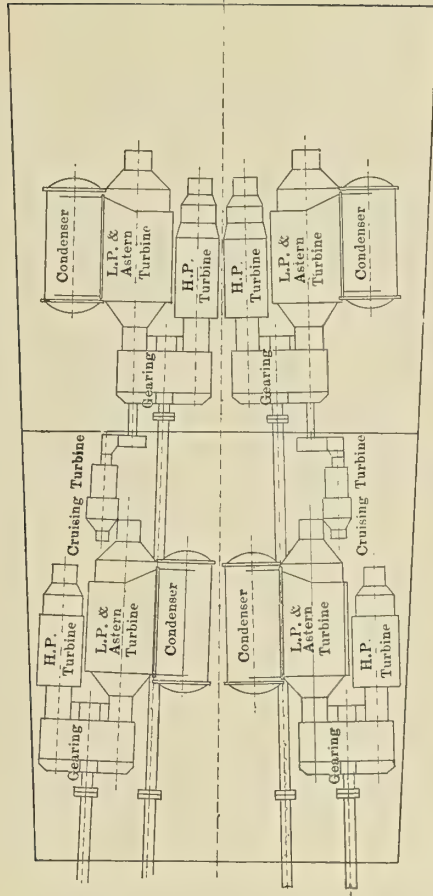 Condenser
L.P. &
Astern
Turbine
H.P.
Turbine
Gearing
H.P.
Turbine
L.P. &
Astern
Turbine
Condenser
Gearing
Cruising Turbine
Cruising Turbine
H.P.
Turbine
L.P. &
Astern
Turbine
Condenser
Gearing
Condenser
L.P. &
Astern
Turbine
H.P.
Turbine
Gearing